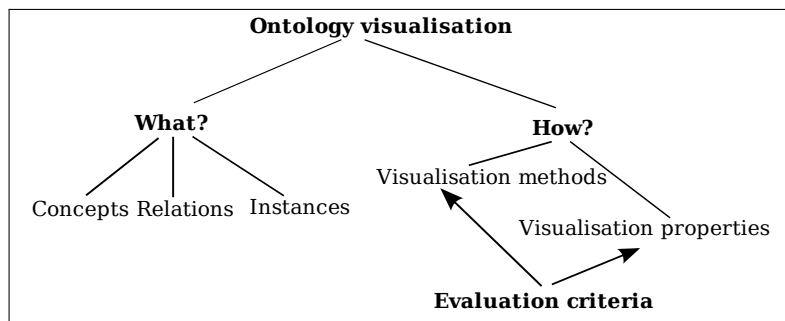 Ontology visualisation
What?
How?
Concepts Relations Instances
Visualisation methods
Visualisation properties
Evaluation criteria